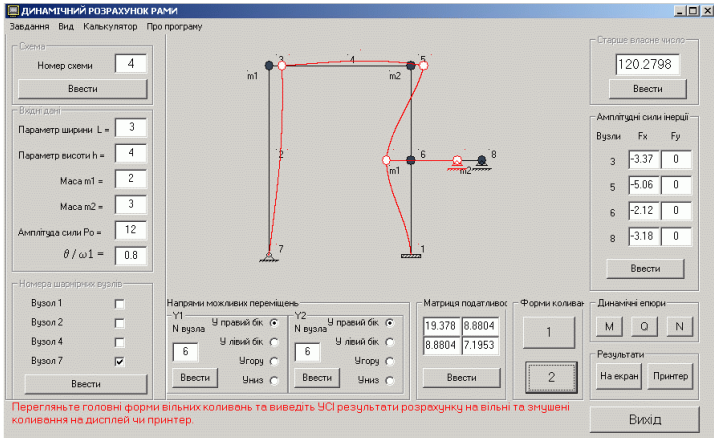 ДИНАМІЧНИЙ РОЗРАХУНОК РАМИ
Завдання Вид Калькулятор Про програму
Схема
Номер схеми 4
Ввести
Вхідні дані
Параметр ширини L = 3
Параметр висоти h = 4
Маса m1 = 2
Маса m2 = 3
Амплітуда сили Po = 12
θ / ω1 = 0.8
Номера шарнірних вузлів
Вузол 1
Вузол 2
Вузол 4
Вузол 7
Ввести
3 4 5
m1 m2
2
6 8
m1 m2
7 1
Напрями можливих переміщень
Y1
N вузла
6
Ввести
У правий бік
У лівий бік
Угору
Униз
Y2
N вузла
6
Ввести
У правий бік
У лівий бік
Угору
Униз
Матриця податливос
19.378 8.8804
8.8804 7.1953
Ввести
Форми коливан
1
2
Старше власне число
120.2798
Ввести
Амплітудні сили інерції
Вузли Fx Fy
3 -3.37 0
5 -5.06 0
6 -2.12 0
8 -3.18 0
Ввести
Динамічні епюри
M Q N
Результати
На екран Принтер
Вихід
Перегляньте головні форми вільних коливань та виведіть УСІ результати розрахунку на вільні та змушені
коливання на дисплей чи принтер.